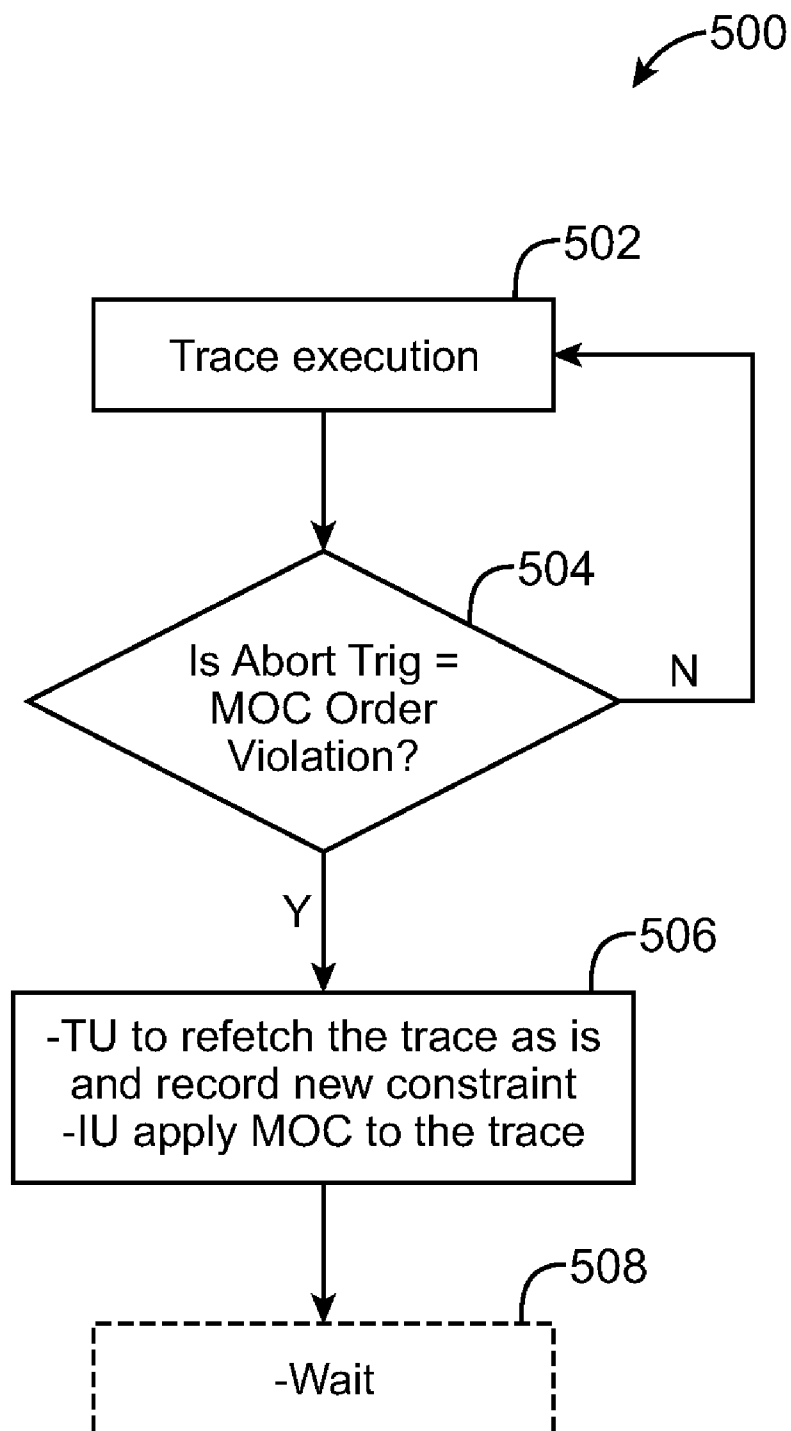 500
502
Trace execution
504
Is Abort Trig =
MOC Order
Violation?
N
Y
506
-TU to refetch the trace as is
and record new constraint
-IU apply MOC to the trace
508
-Wait